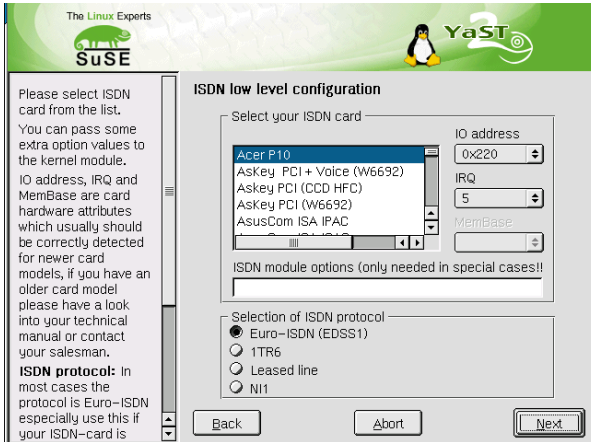 The Linux Experts
SuSE
YaST
2
Please select ISDN
card from the list.
You can pass some
extra option values to
the kernel module.
IO address, IRQ and
MemBase are card
hardware attributes
which usually should
be correctly detected
for newer card
models, if you have an
older card model
please have a look
into your technical
manual or contact
your salesman.
ISDN protocol: In
most cases the
protocol is Euro-ISDN
especially use this if
your ISDN-card is
ISDN low level configuration
Select your ISDN card
Acer P10
AsKey PCI + Voice (W6692)
Askey PCI (CCD HFC)
AsKey PCI (W6692)
AsusCom ISA IPAC
IO address
0x220
IRQ
5
MemBase
ISDN module options (only needed in special cases!!
Selection of ISDN protocol
Euro-ISDN (EDSS1)
1TR6
Leased line
NI1
Back
Abort
Next